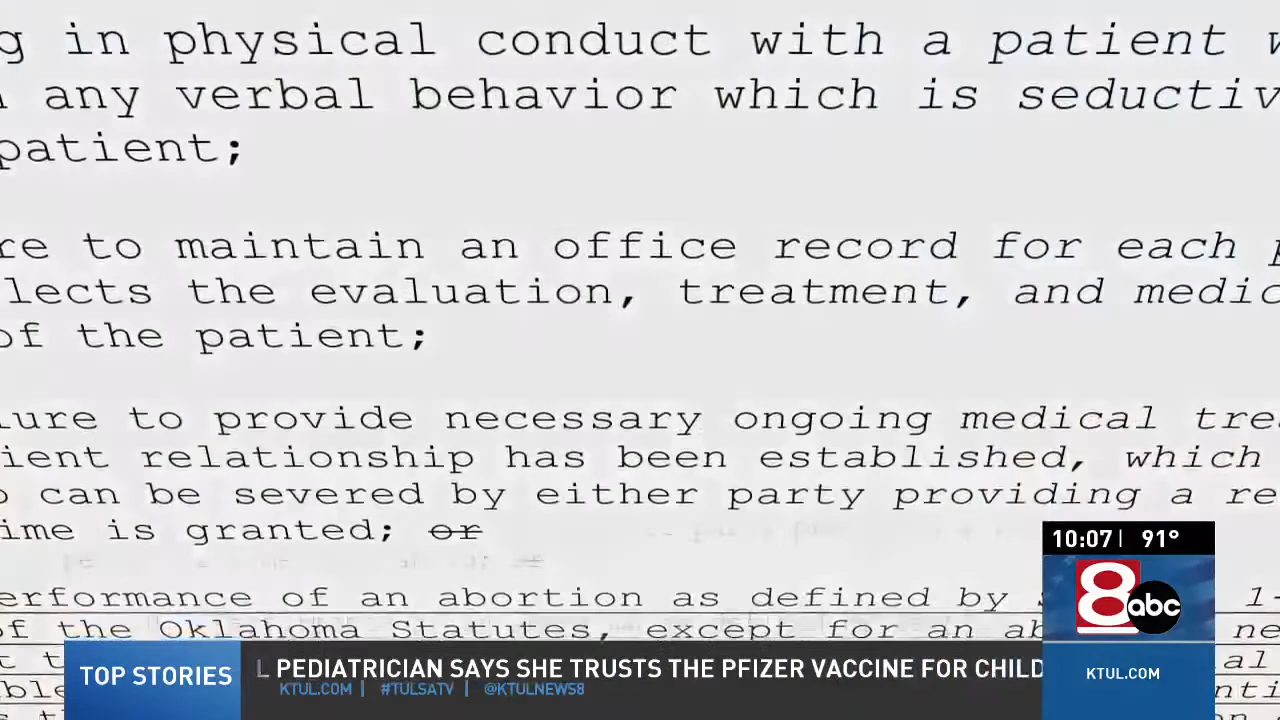 g in physical conduct with a patient
any verbal behavior which is seductiv
patient;
re to maintain an office record for each
lects the evaluation, treatment, and medic
of the patient;
lure to provide necessary ongoing medical tre
ient relationship has been established, which
can be severed by either party providing a re
ime is granted; or
erformance of an abortion as defined by 1-
of the Oklahoma Statutes, except for an ab ne
10:07 | 91°
8 abc
KTUL.COM
TOP STORIES
L PEDIATRICIAN SAYS SHE TRUSTS THE PFIZER VACCINE FOR CHILD
KTUL.COM | #TULSATV | @KTULNEWS8